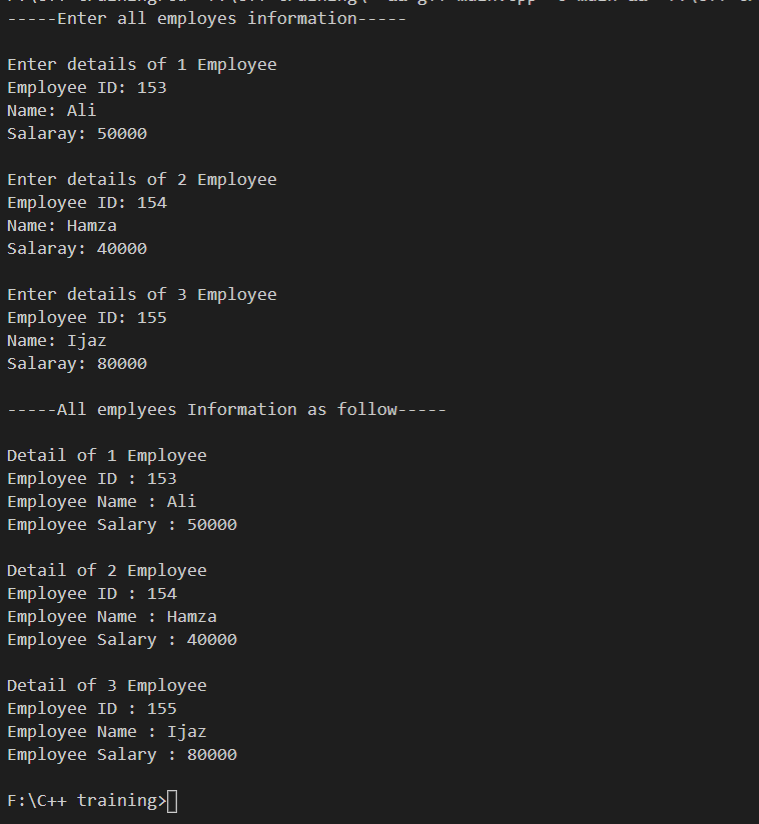 -----Enter all employes information-----
Enter details of 1 Employee
Employee ID: 153
Name: Ali
Salaray: 50000
Enter details of 2 Employee
Employee ID: 154
Name: Hamza
Salaray: 40000
Enter details of 3 Employee
Employee ID: 155
Name: Ijaz
Salaray: 80000
-----All emplyees Information as follow-----
Detail of 1 Employee
Employee ID : 153
Employee Name : Ali
Employee Salary : 50000
Detail of 2 Employee
Employee ID : 154
Employee Name : Hamza
Employee Salary : 40000
Detail of 3 Employee
Employee ID : 155
Employee Name : Ijaz
Employee Salary : 80000
F:\C++ training>